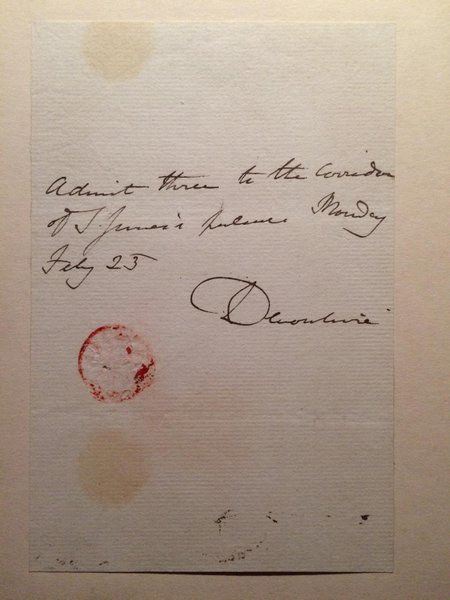 Admit three to the Corridor
of S. James's palace Monday
Feby 25
Devonshire